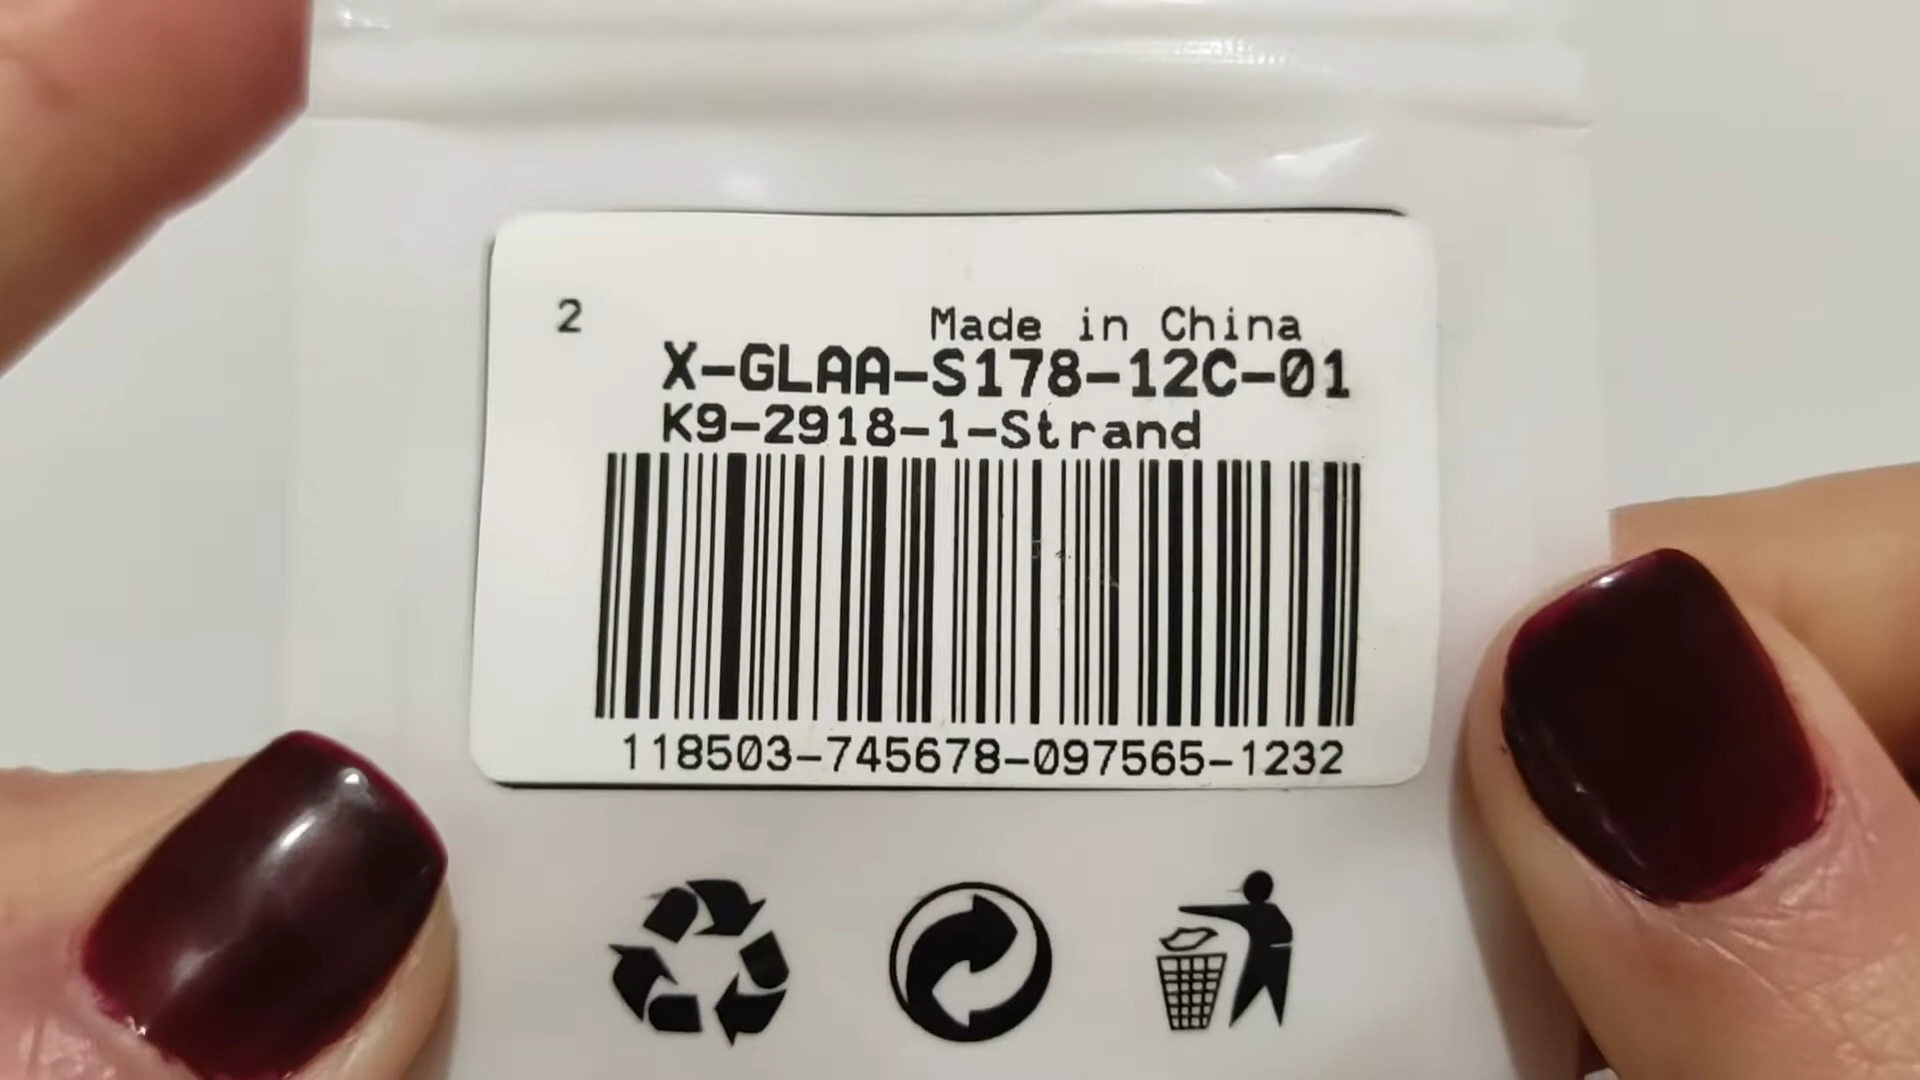 2
Made in China
X-GLAA-S178-12C-01
K9-2918-1-Strand
118503-745678-097565-1232